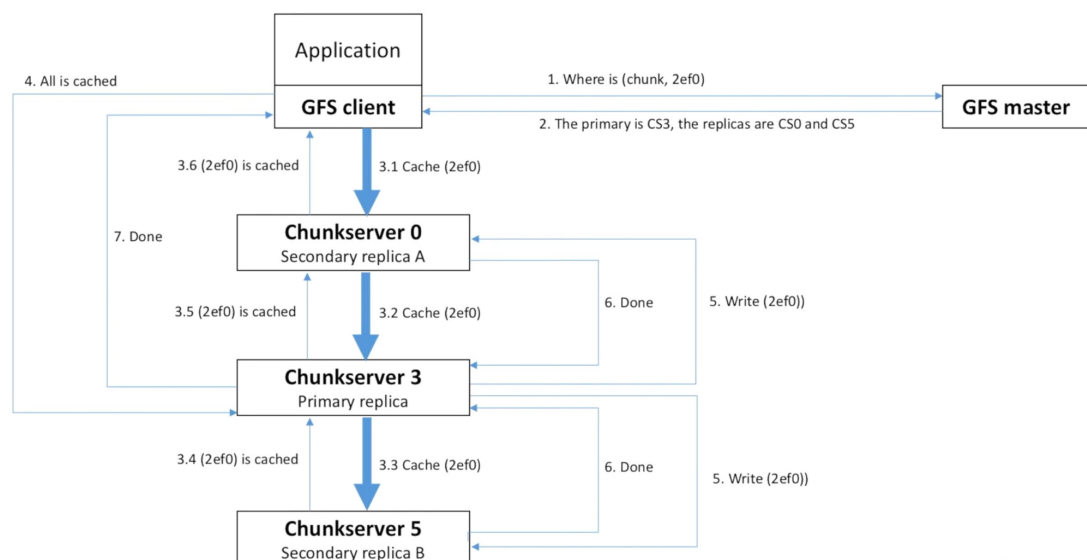 Application
4. All is cached
1. Where is (chunk, 2ef0)
GFS client
GFS master
2. The primary is CS3, the replicas are CS0 and CS5
3.6 (2ef0) is cached
3.1 Cache (2ef0)
7. Done
Chunkserver 0
Secondary replica A
3.5 (2ef0) is cached
3.2 Cache (2ef0)
6. Done
5. Write (2ef0))
Chunkserver 3
Primary replica
3.4 (2ef0) is cached
3.3 Cache (2ef0)
6. Done
5. Write (2ef0))
Chunkserver 5
Secondary replica B